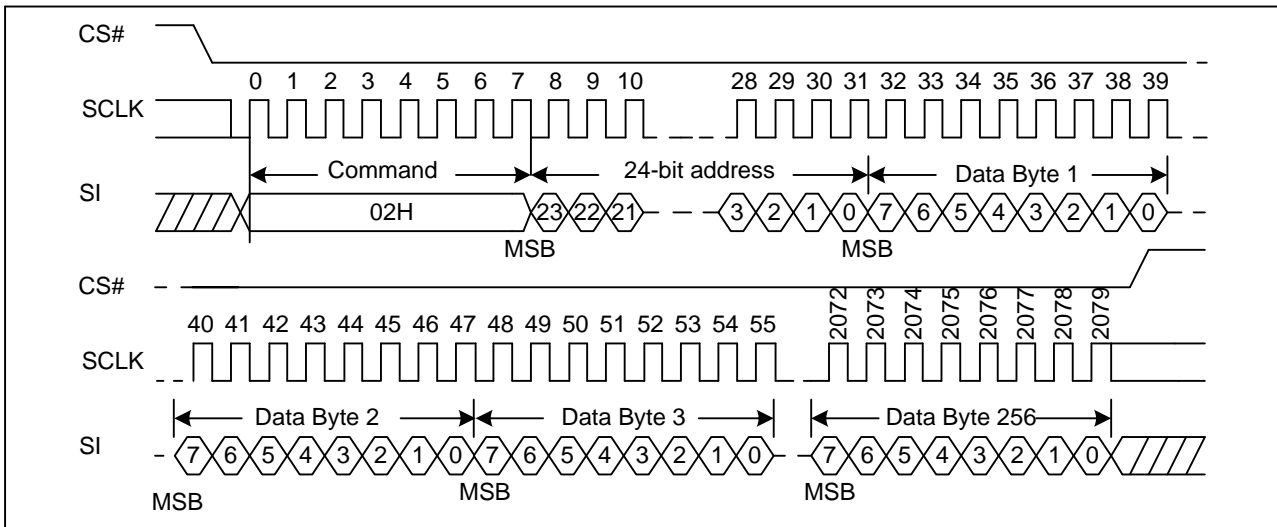 CS#
0 1 2 3 4 5 6 7 8 9 10 28 29 30 31 32 33 34 35 36 37 38 39
SCLK
Command 24-bit address Data Byte 1
SI
02H 23 22 21 3 2 1 0 7 6 5 4 3 2 1 0
MSB MSB
CS#
40 41 42 43 44 45 46 47 48 49 50 51 52 53 54 55 2072 2073 2074 2075 2076 2077 2078 2079
SCLK
Data Byte 2 Data Byte 3 Data Byte 256
SI
7 6 5 4 3 2 1 0 7 6 5 4 3 2 1 0 7 6 5 4 3 2 1 0
MSB MSB MSB